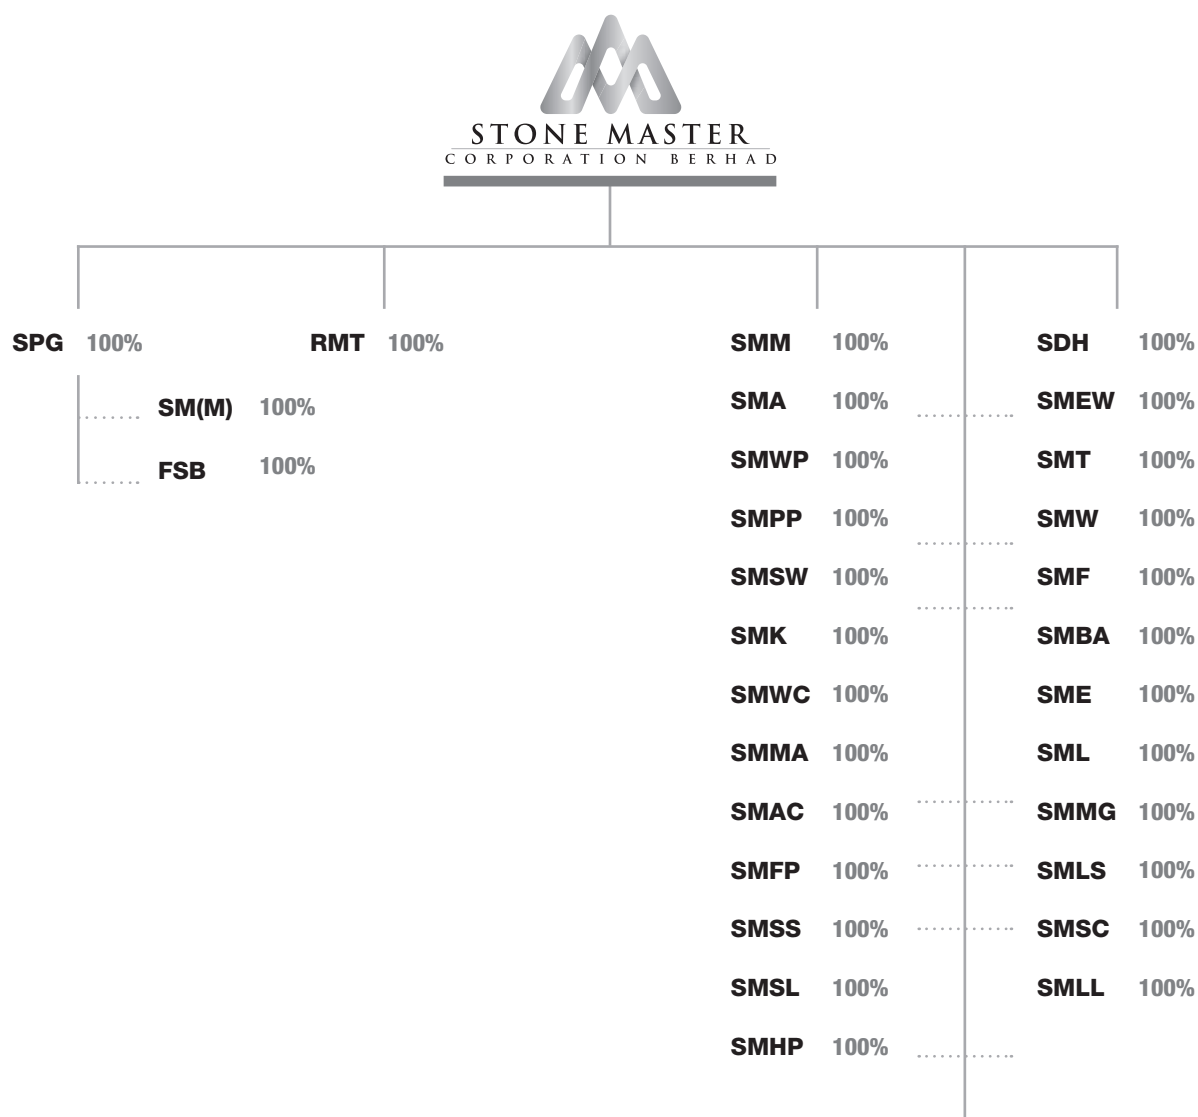 STONE MASTER
CORPORATION BERHAD
SPG 100%
SM(M) 100%
FSB 100%
RMT 100%
SMM 100%
SMA 100%
SMWP 100%
SMPP 100%
SMSW 100%
SMK 100%
SMWC 100%
SMMA 100%
SMAC 100%
SMFP 100%
SMSS 100%
SMSL 100%
SMHP 100%
SDH 100%
SMEW 100%
SMT 100%
SMW 100%
SMF 100%
SMBA 100%
SME 100%
SML 100%
SMMG 100%
SMLS 100%
SMSC 100%
SMLL 100%